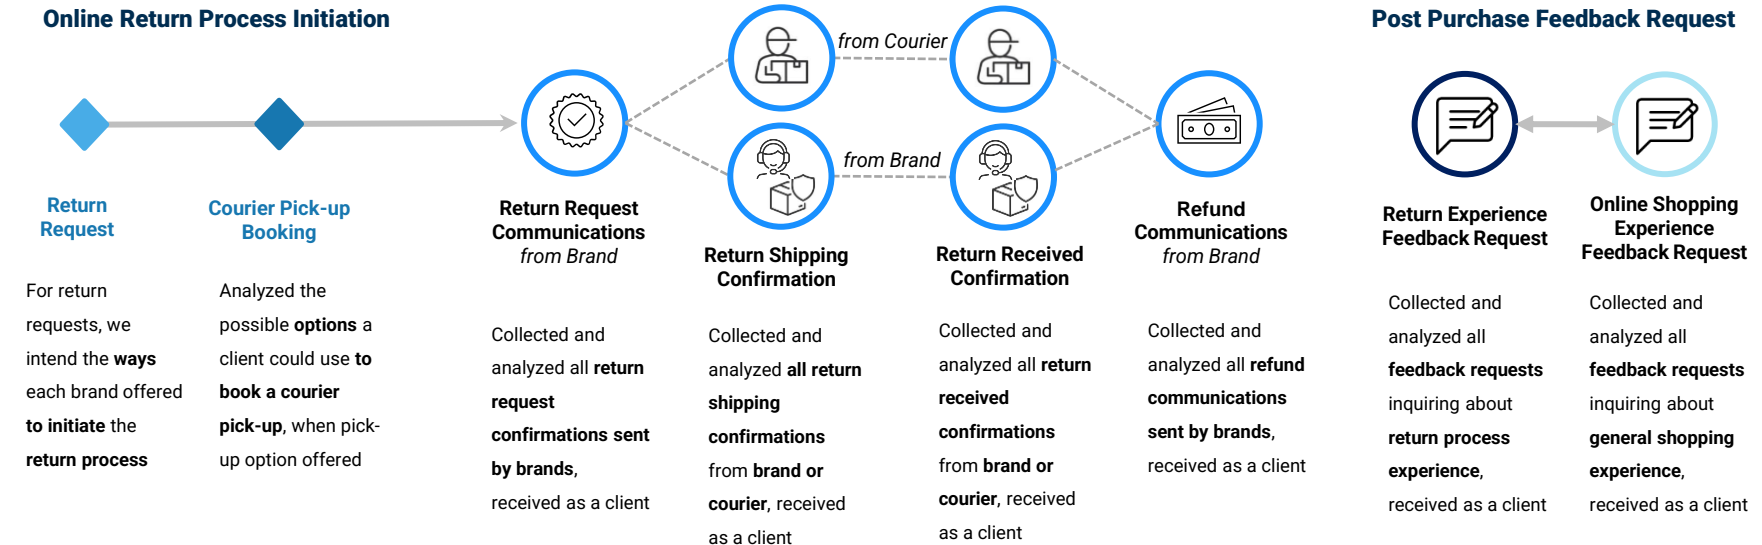 Online Return Process Initiation
Post Purchase Feedback Request
from Courier
from Brand
Return
Request
For return
requests, we
intend the ways
each brand offered
to initiate the
return process
Courier Pick-up
Booking
Analyzed the
possible options a
client could use to
book a courier
pick-up, when pick-
up option offered
Return Request
Communications
from Brand
Collected and
analyzed all return
request
confirmations sent
by brands,
received as a client
Return Shipping
Confirmation
Collected and
analyzed all return
shipping
confirmations
from brand or
courier, received
as a client
Return Received
Confirmation
Collected and
analyzed all return
received
confirmations
from brand or
courier, received
as a client
Refund
Communications
from Brand
Collected and
analyzed all refund
communications
sent by brands,
received as a client
Return Experience
Feedback Request
Collected and
analyzed all
feedback requests
inquiring about
return process
experience,
received as a client
Online Shopping
Experience
Feedback Request
Collected and
analyzed all
feedback requests
inquiring about
general shopping
experience,
received as a client